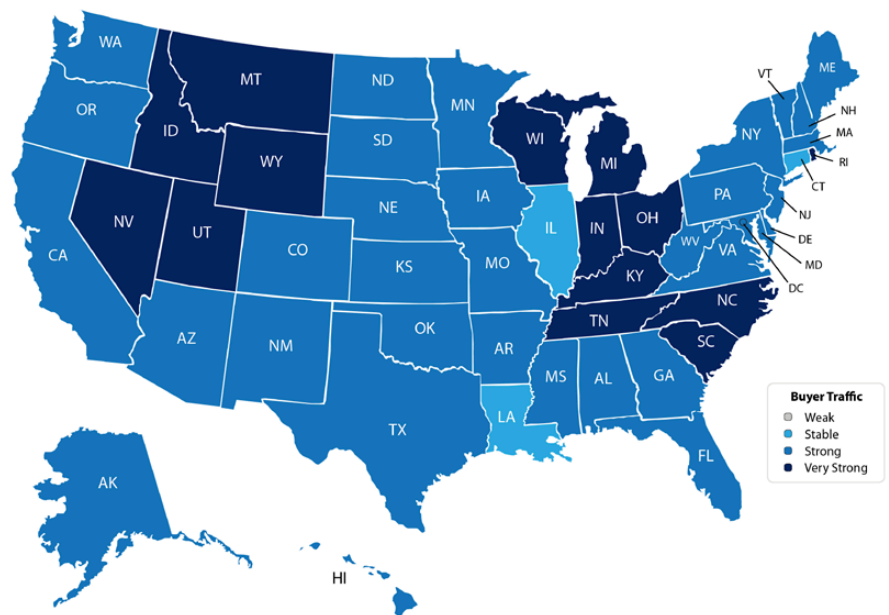 WA
MT
ND
MN
ME
VT
OR
ID
WI
NH
MA
SD
NY
WY
MI
RI
CT
IA
PA
NE
NJ
NV
UT
IL
IN
OH
DE
CA
CO
WV
VA
MD
KS
MO
KY
DC
NC
TN
OK
AZ
NM
AR
SC
MS
AL
GA
LA
TX
FL
AK
HI
Buyer Traffic
Weak
Stable
Strong
Very Strong